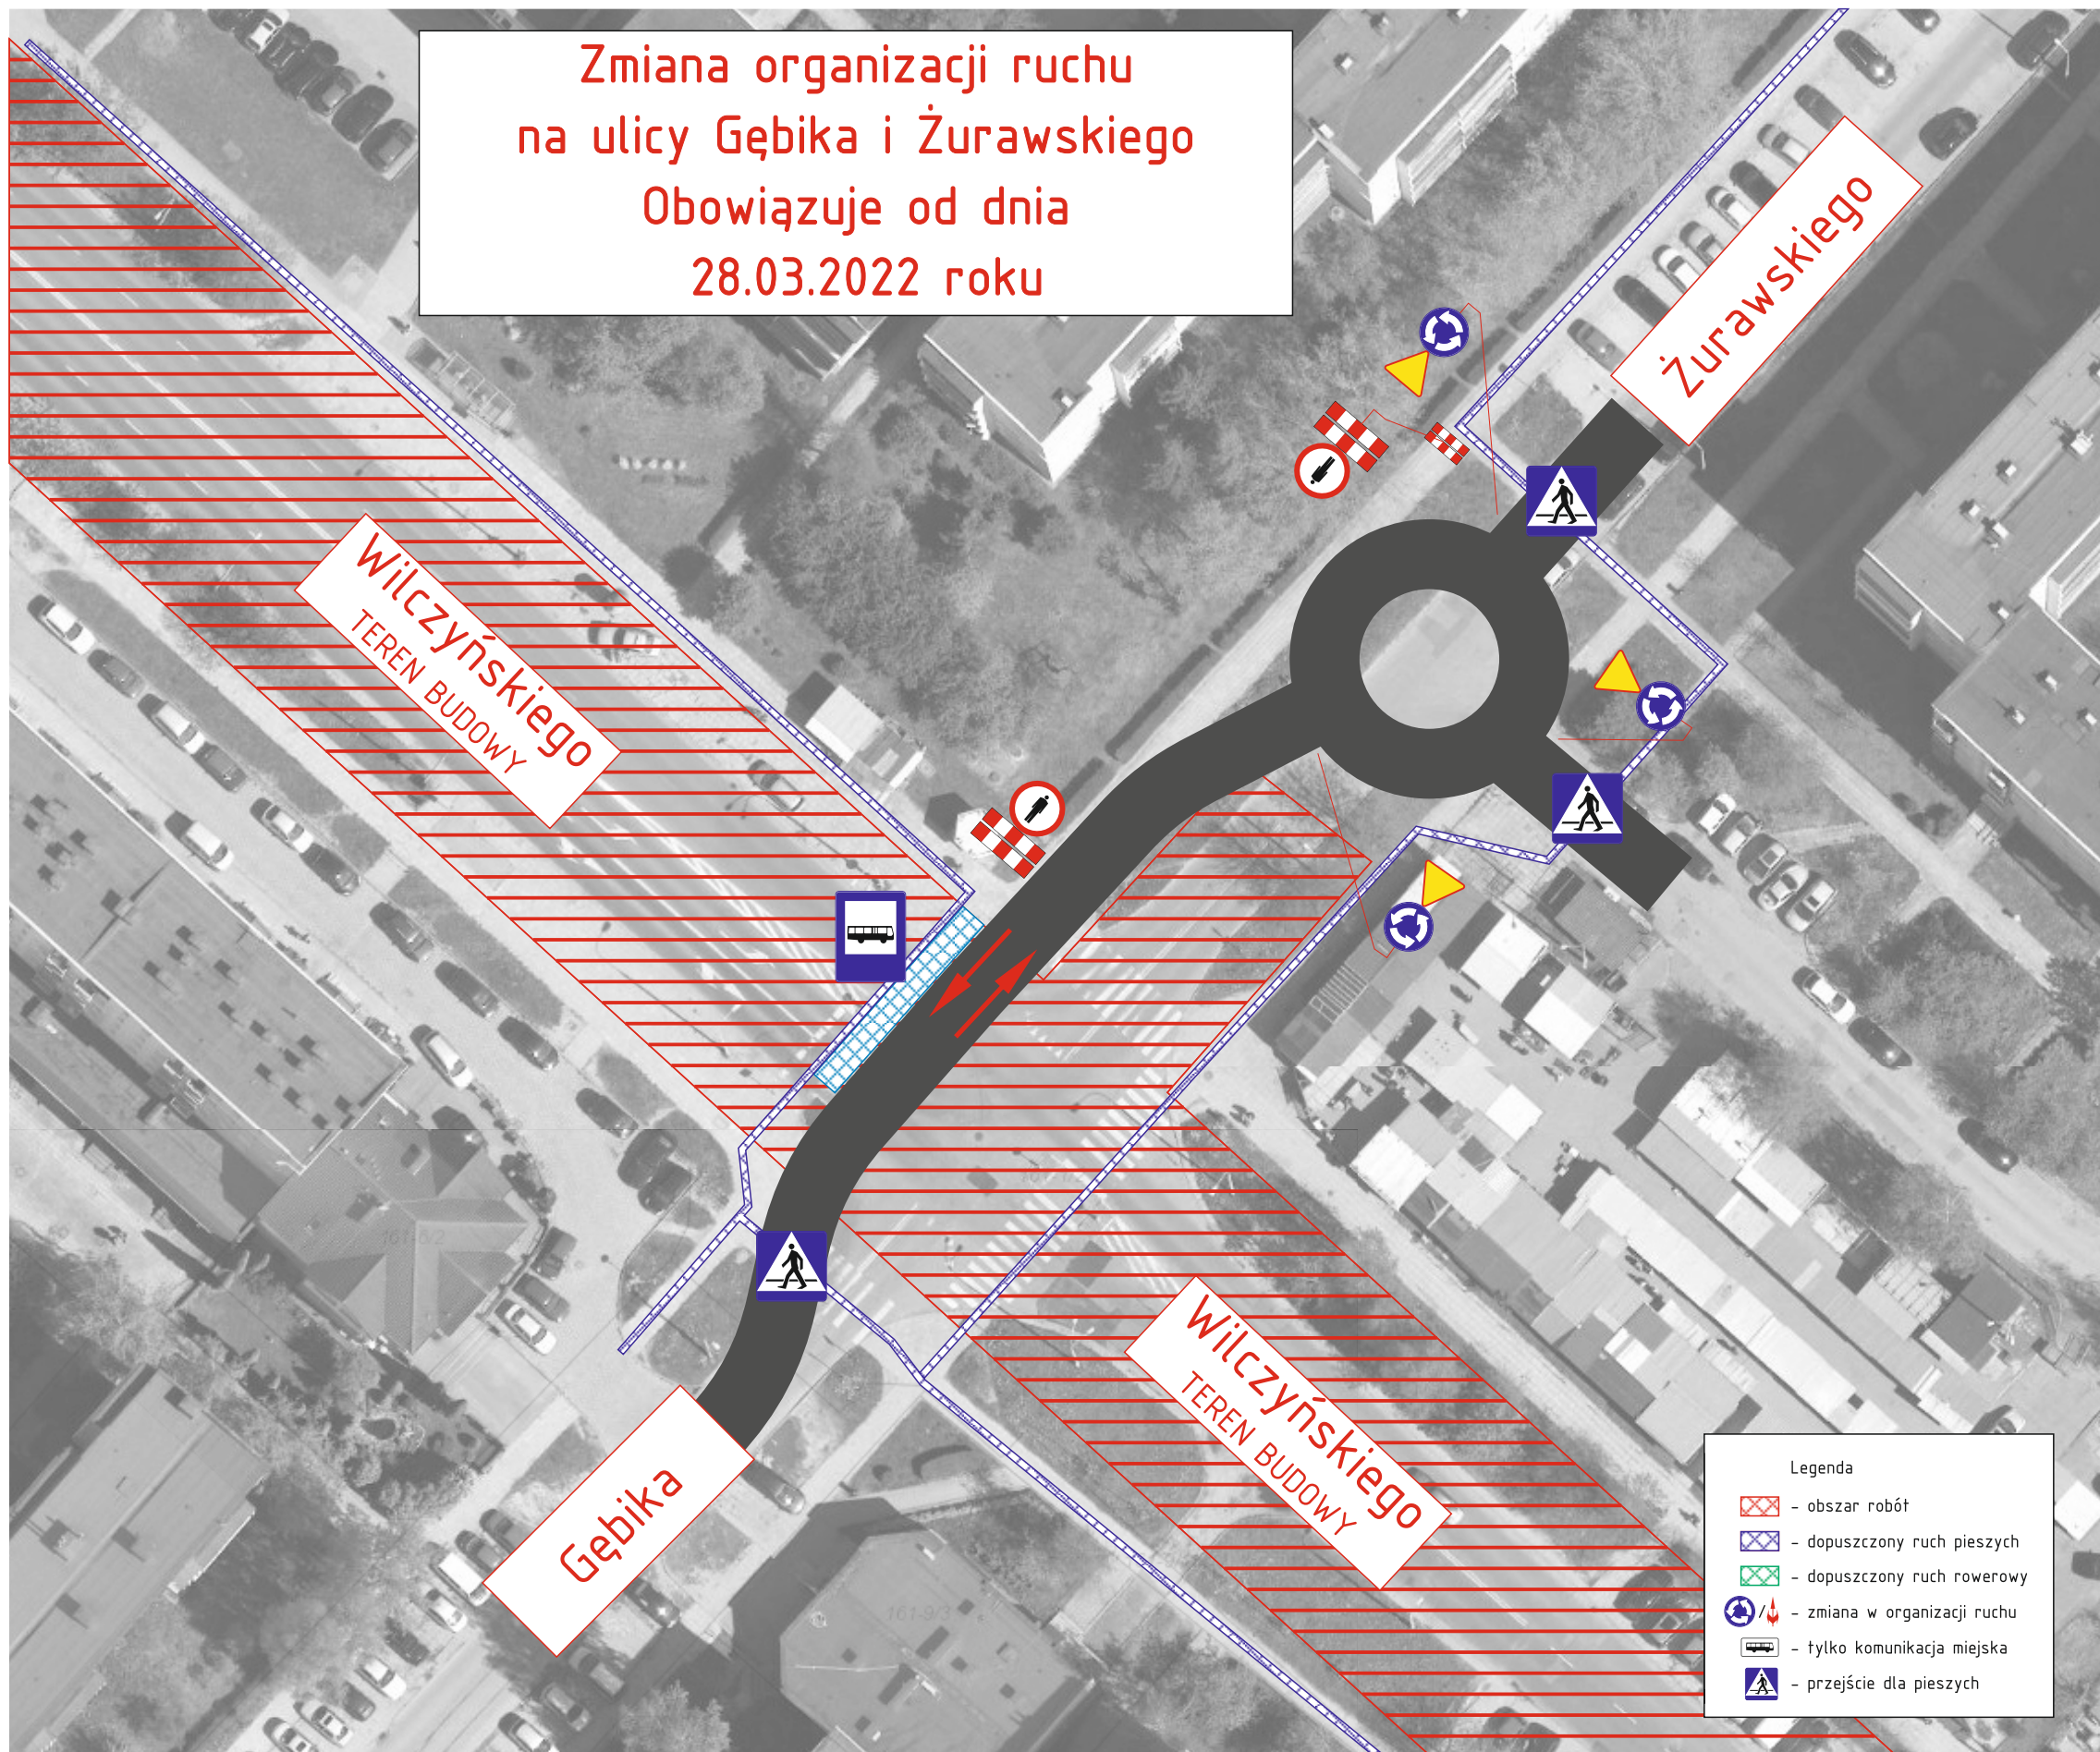 Zmiana organizacji ruchu
na ulicy Gębika i Żurawskiego
Obowiązuje od dnia
28.03.2022 roku
Żurawskiego
Wilczyńskiego
TEREN BUDOWY
Wilczyńskiego
TEREN BUDOWY
Gębika
Legenda
- obszar robót
- dopuszczony ruch pieszych
- dopuszczony ruch rowerowy
/ - zmiana w organizacji ruchu
- tylko komunikacja miejska
- przejście dla pieszych